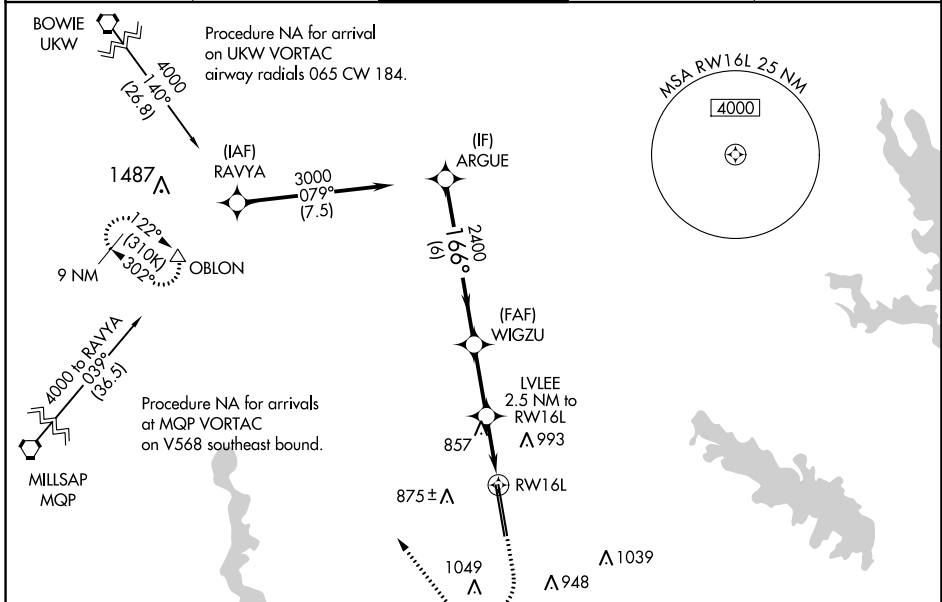 BOWIE
UKW
Procedure NA for arrival
on UKW VORTAC
airway radials 065 CW 184.
4000
140°
(26.8)
MSA RW16L 25 NM
4000
(IAF)
RAVYA
3000
079°
(7.5)
(IF)
ARGUE
1487
122°
(310K)
302°
9 NM
OBLON
2400
166°
(6)
(FAF)
WIGZU
4000 to RAVYA
039°
(36.5)
MILLSAP
MQP
Procedure NA for arrivals
at MQP VORTAC
on V568 southeast bound.
LVLEE
2.5 NM to
RW16L
857
993
RW16L
875±
1049
948
1039